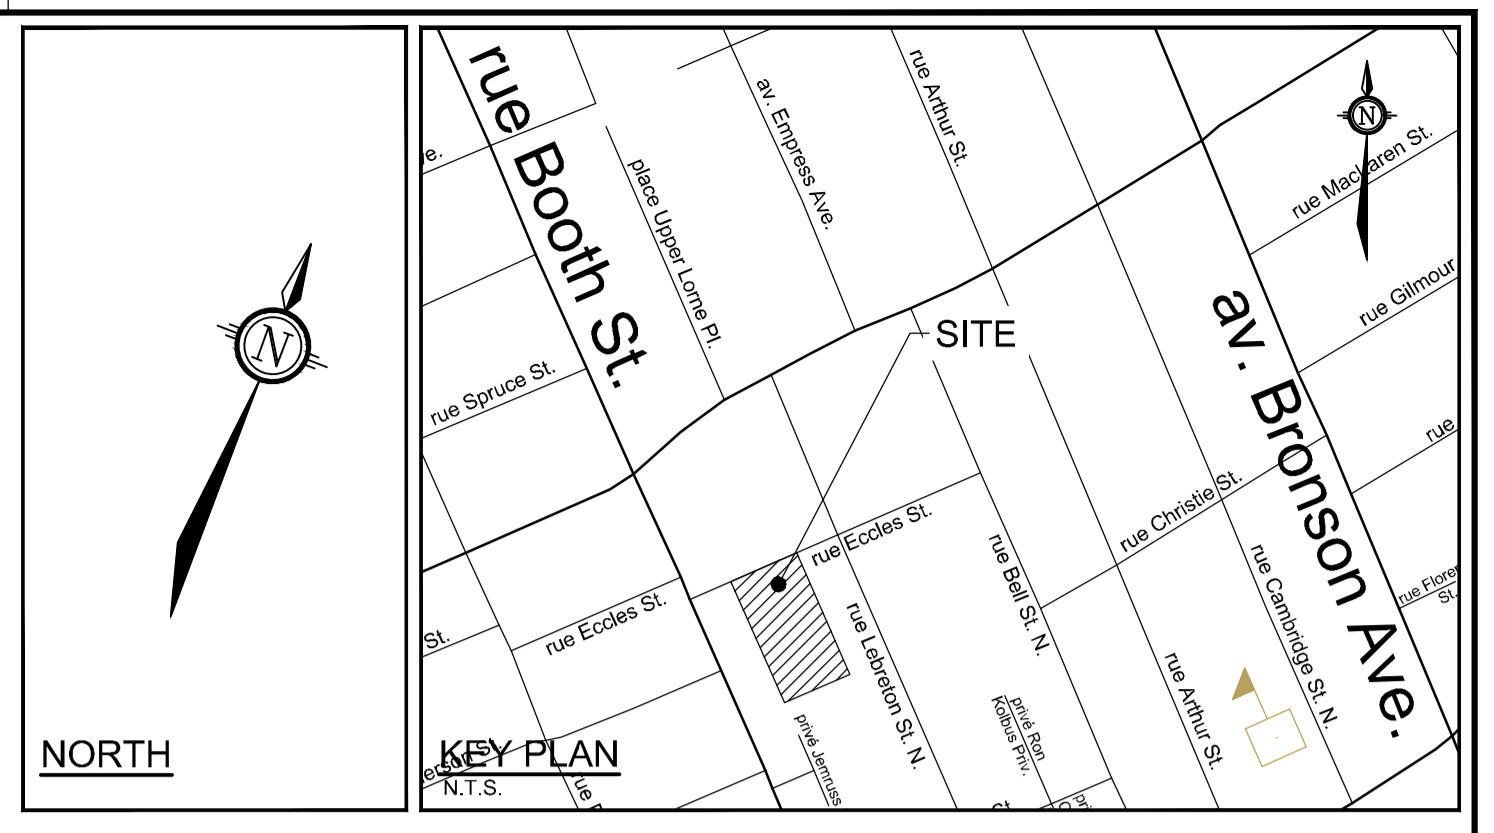 N
NORTH
rue Booth St.
place Upper Lorne Pl.
av. Empress Ave.
rue Arthur St.
N
rue MacLaren St.
rue Gilmour
av. Bronson Ave.
SITE
rue Spruce St.
rue
rue Eccles St.
rue Christie St.
rue Bell St. N.
rue Cambridge St. N.
St.
St.
rue Eccles St.
rue Lebreton St. N.
rue Arthur St.
privé Ron
Kolbus Priv.
privé Jemruss
KEY PLAN
N.T.S.
rue